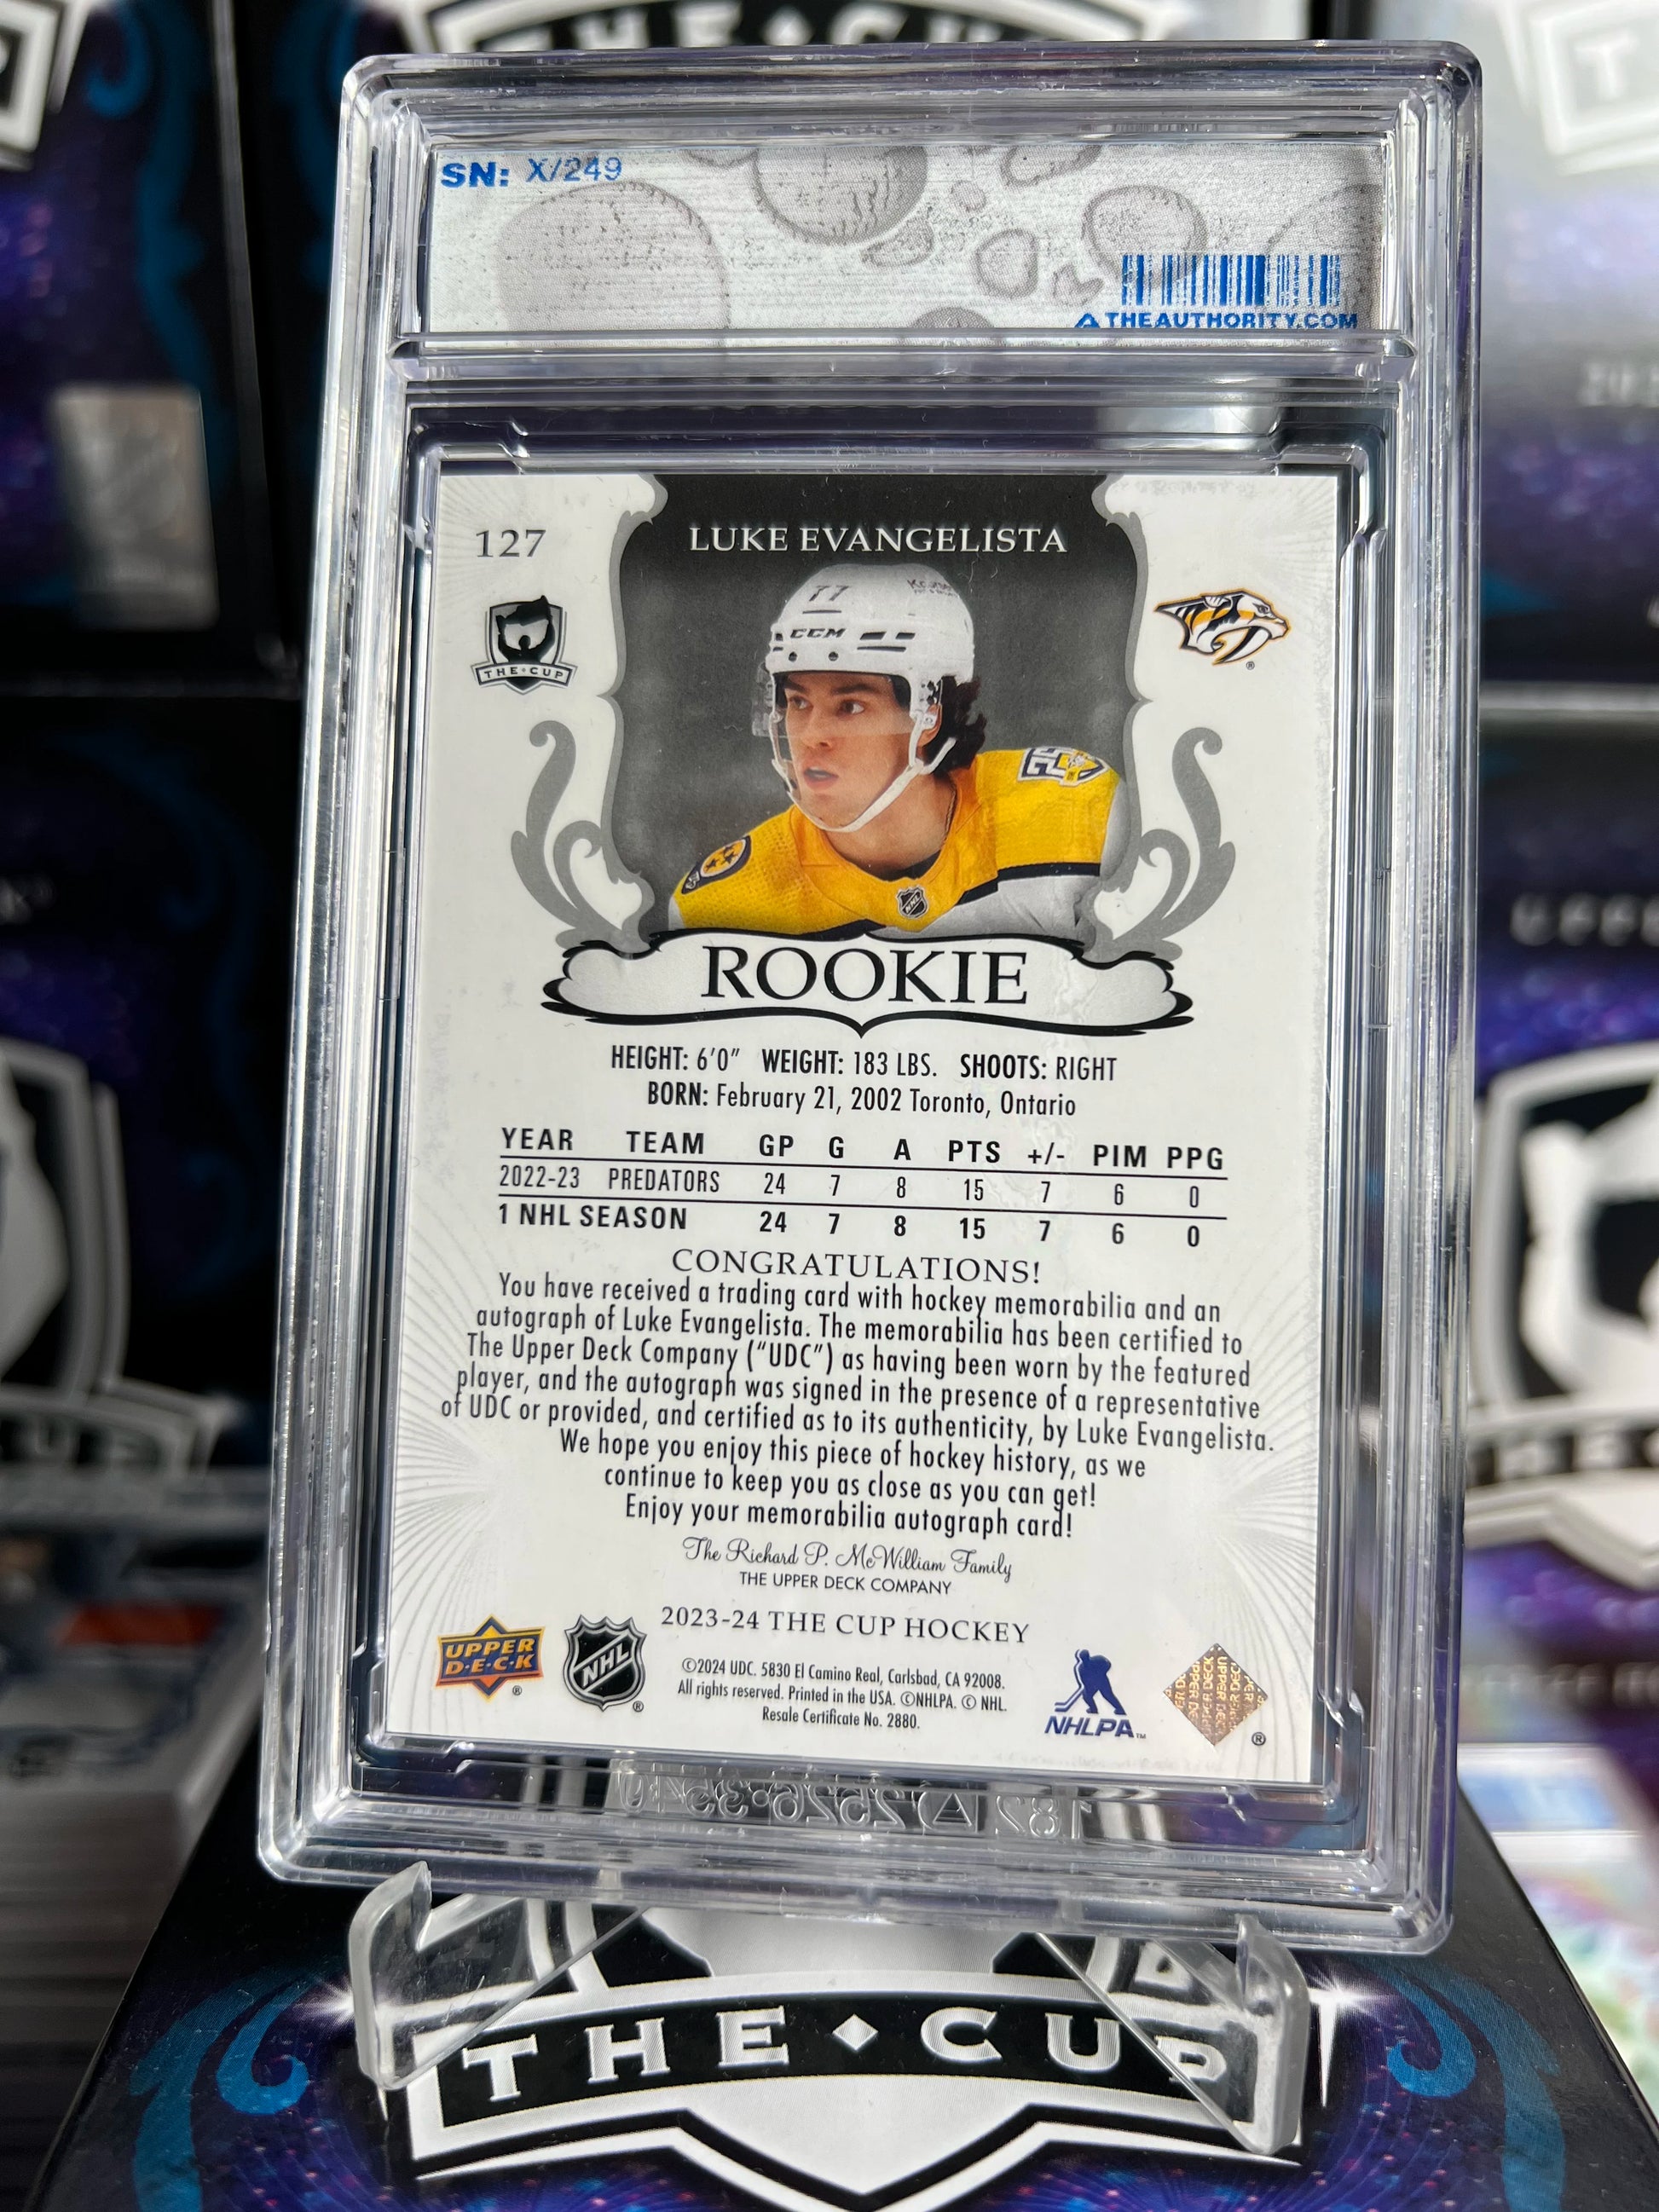 THE CUP
SN: X/249
THEAUTHORITY.COM
127
LUKE EVANGELISTA
77
CCM
THE CUP
25
NHL
ROOKIE
HEIGHT: 6'0" WEIGHT: 183 LBS. SHOOTS: RIGHT
BORN: February 21, 2002 Toronto, Ontario
YEAR TEAM GP G A PTS +/- PIM PPG
2022-23 PREDATORS 24 7 8 15 7 6 0
1 NHL SEASON 24 7 8 15 7 6 0
CONGRATULATIONS!
You have received a trading card with hockey memorabilia and an
autograph of Luke Evangelista. The memorabilia has been certified to
The Upper Deck Company ("UDC") as having been worn by the featured
player, and the autograph was signed in the presence of a representative
of UDC or provided, and certified as to its authenticity, by Luke Evangelista.
We hope you enjoy this piece of hockey history, as we
continue to keep you as close as you can get!
Enjoy your memorabilia autograph card!
The Richard P. McWilliam Family
THE UPPER DECK COMPANY
2023-24 THE CUP HOCKEY
UPPER
D·E·C·K
®
NHL
®
©2024 UDC. 5830 El Camino Real, Carlsbad, CA 92008.
All rights reserved. Printed in the USA. ©NHLPA. © NHL.
Resale Certificate No. 2880.
NHLPA™
UPPER DECK
®
THE CUP